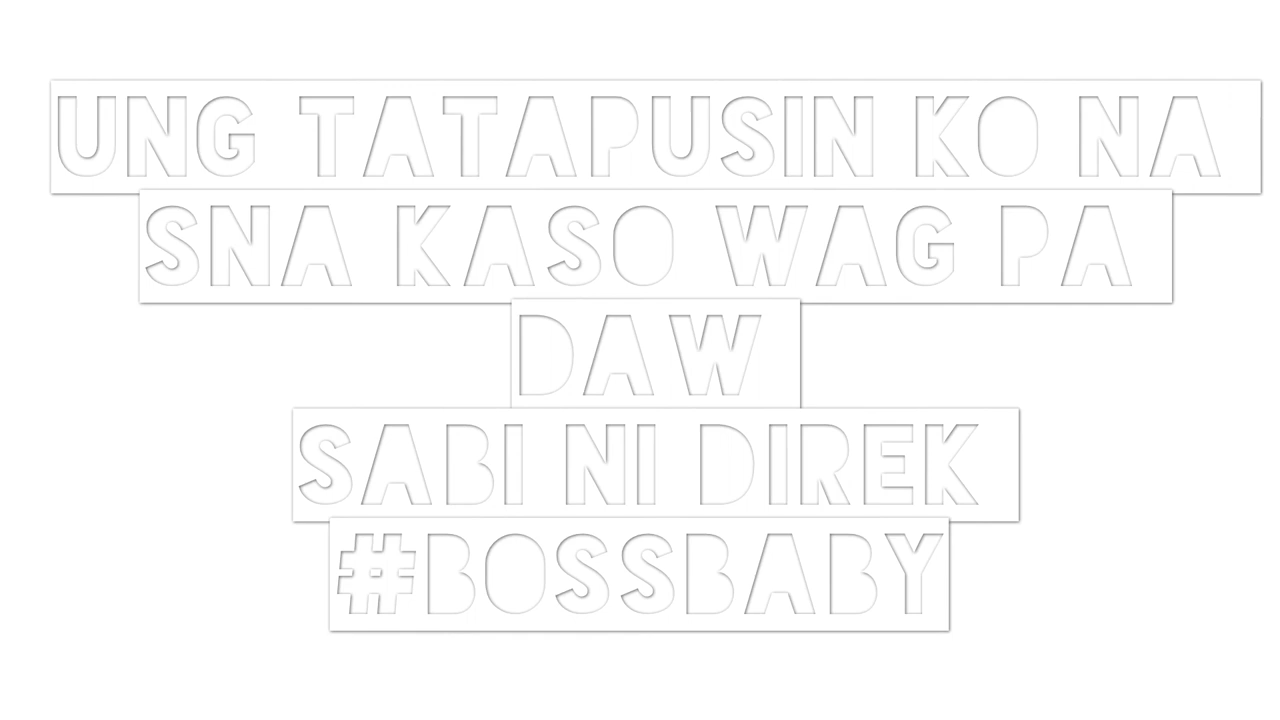 UNG TATAPUSIN KO NA
SNA KASO WAG PA
DAW
SABI NI DIREK
#BOSSBABY